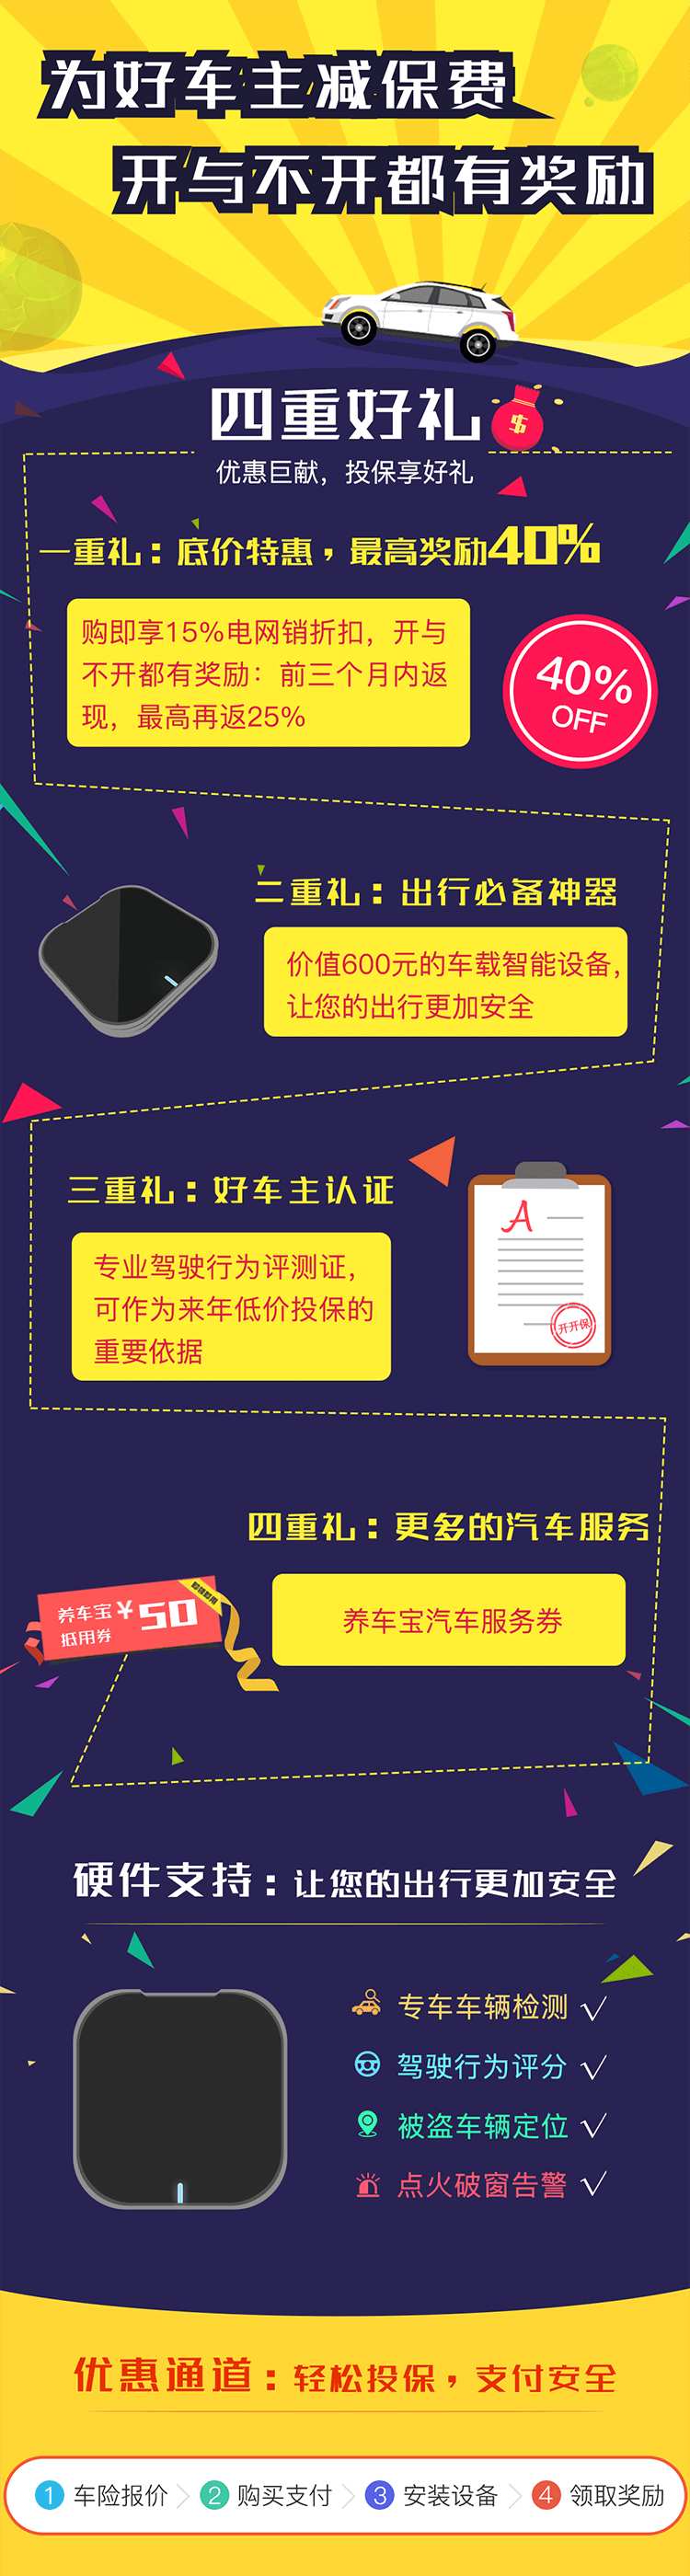 为好车主减保费
开与不开都有奖励
四重好礼
$
优惠巨献，投保享好礼
一重礼：底价特惠，最高奖励40%
购即享15%电网销折扣，开与
不开都有奖励：前三个月内返
现，最高再返25%
40%
OFF
二重礼：出行必备神器
价值600元的车载智能设备，
让您的出行更加安全
三重礼：好车主认证
专业驾驶行为评测证，
可作为来年低价投保的
重要依据
A
开开保
四重礼：更多的汽车服务
养车宝¥50
抵用券
养车宝汽车服务券
硬件支持：让您的出行更加安全
专车车辆检测 √
驾驶行为评分 √
被盗车辆定位 √
点火破窗告警 √
优惠通道：轻松投保，支付安全
1 车险报价 2 购买支付 3 安装设备 4 领取奖励